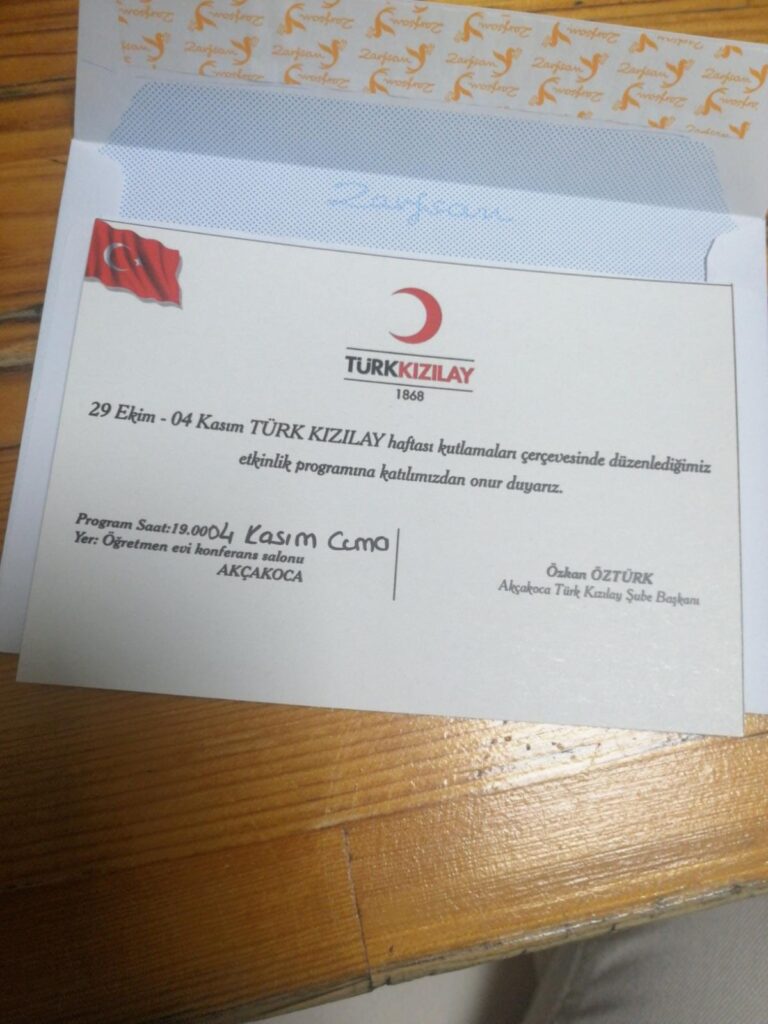 Zarfsan
TÜRKKIZILAY
1868
29 Ekim - 04 Kasım TÜRK KIZILAY haftası kutlamaları çerçevesinde düzenlediğimiz
etkinlik programına katılımızdan onur duyarız.
Program Saat:19.00 04 Kasım Cuma
Yer: Öğretmen evi konferans salonu
AKÇAKOCA
Özkan ÖZTÜRK
Akçakoca Türk Kızılay Şube Başkanı